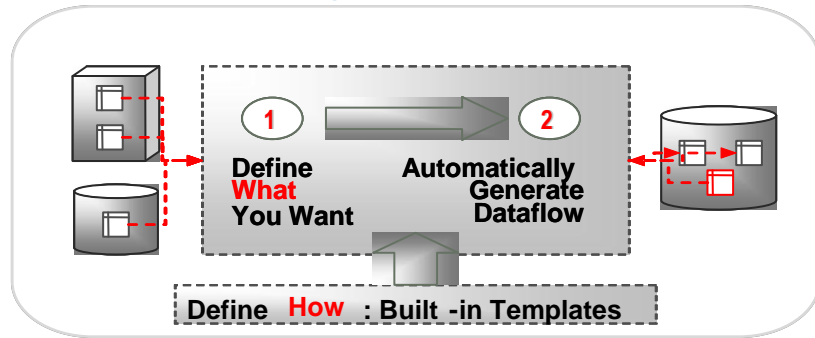 1
2
Define
What
You Want
Automatically
Generate
Dataflow
Define How : Built -in Templates